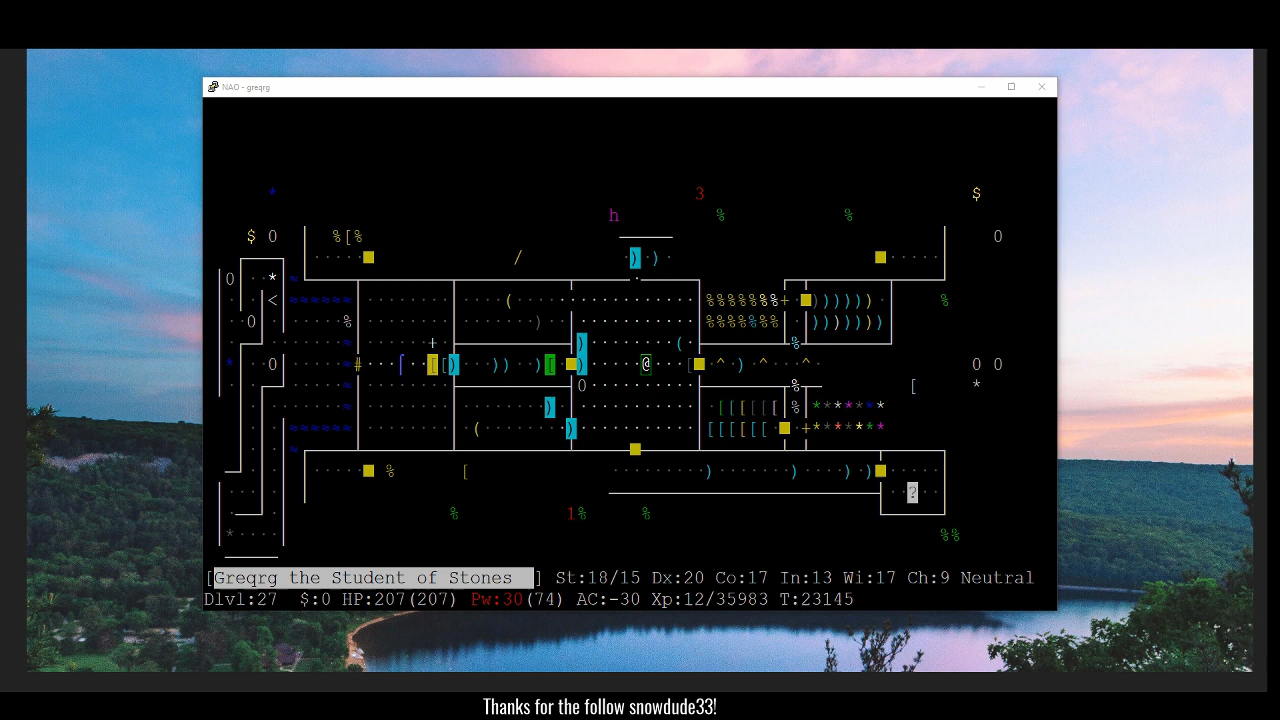 NAO - greqrg
[Greqrg the Student of Stones ] St:18/15 Dx:20 Co:17 In:13 Wi:17 Ch:9 Neutral
Dlvl:27 $:0 HP:207(207) Pw:30(74) AC:-30 Xp:12/35983 T:23145
Thanks for the follow snowdude33!